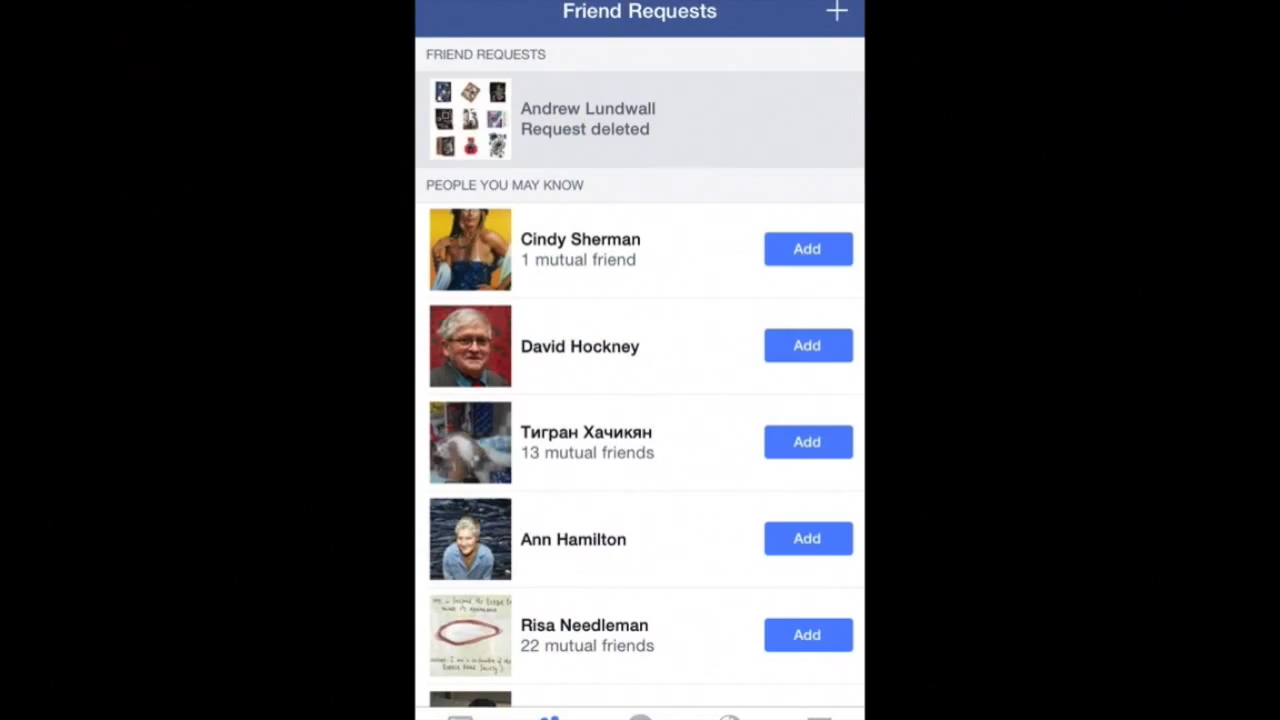 Friend Requests
FRIEND REQUESTS
Andrew Lundwall
Request deleted
PEOPLE YOU MAY KNOW
Cindy Sherman
1 mutual friend
Add
David Hockney
Add
Тигран Хачикян
13 mutual friends
Add
Ann Hamilton
Add
Risa Needleman
22 mutual friends
Add